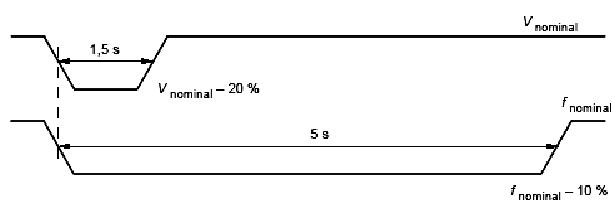 V nominal
1,5 s
V nominal – 20 %
f nominal
5 s
f nominal – 10 %